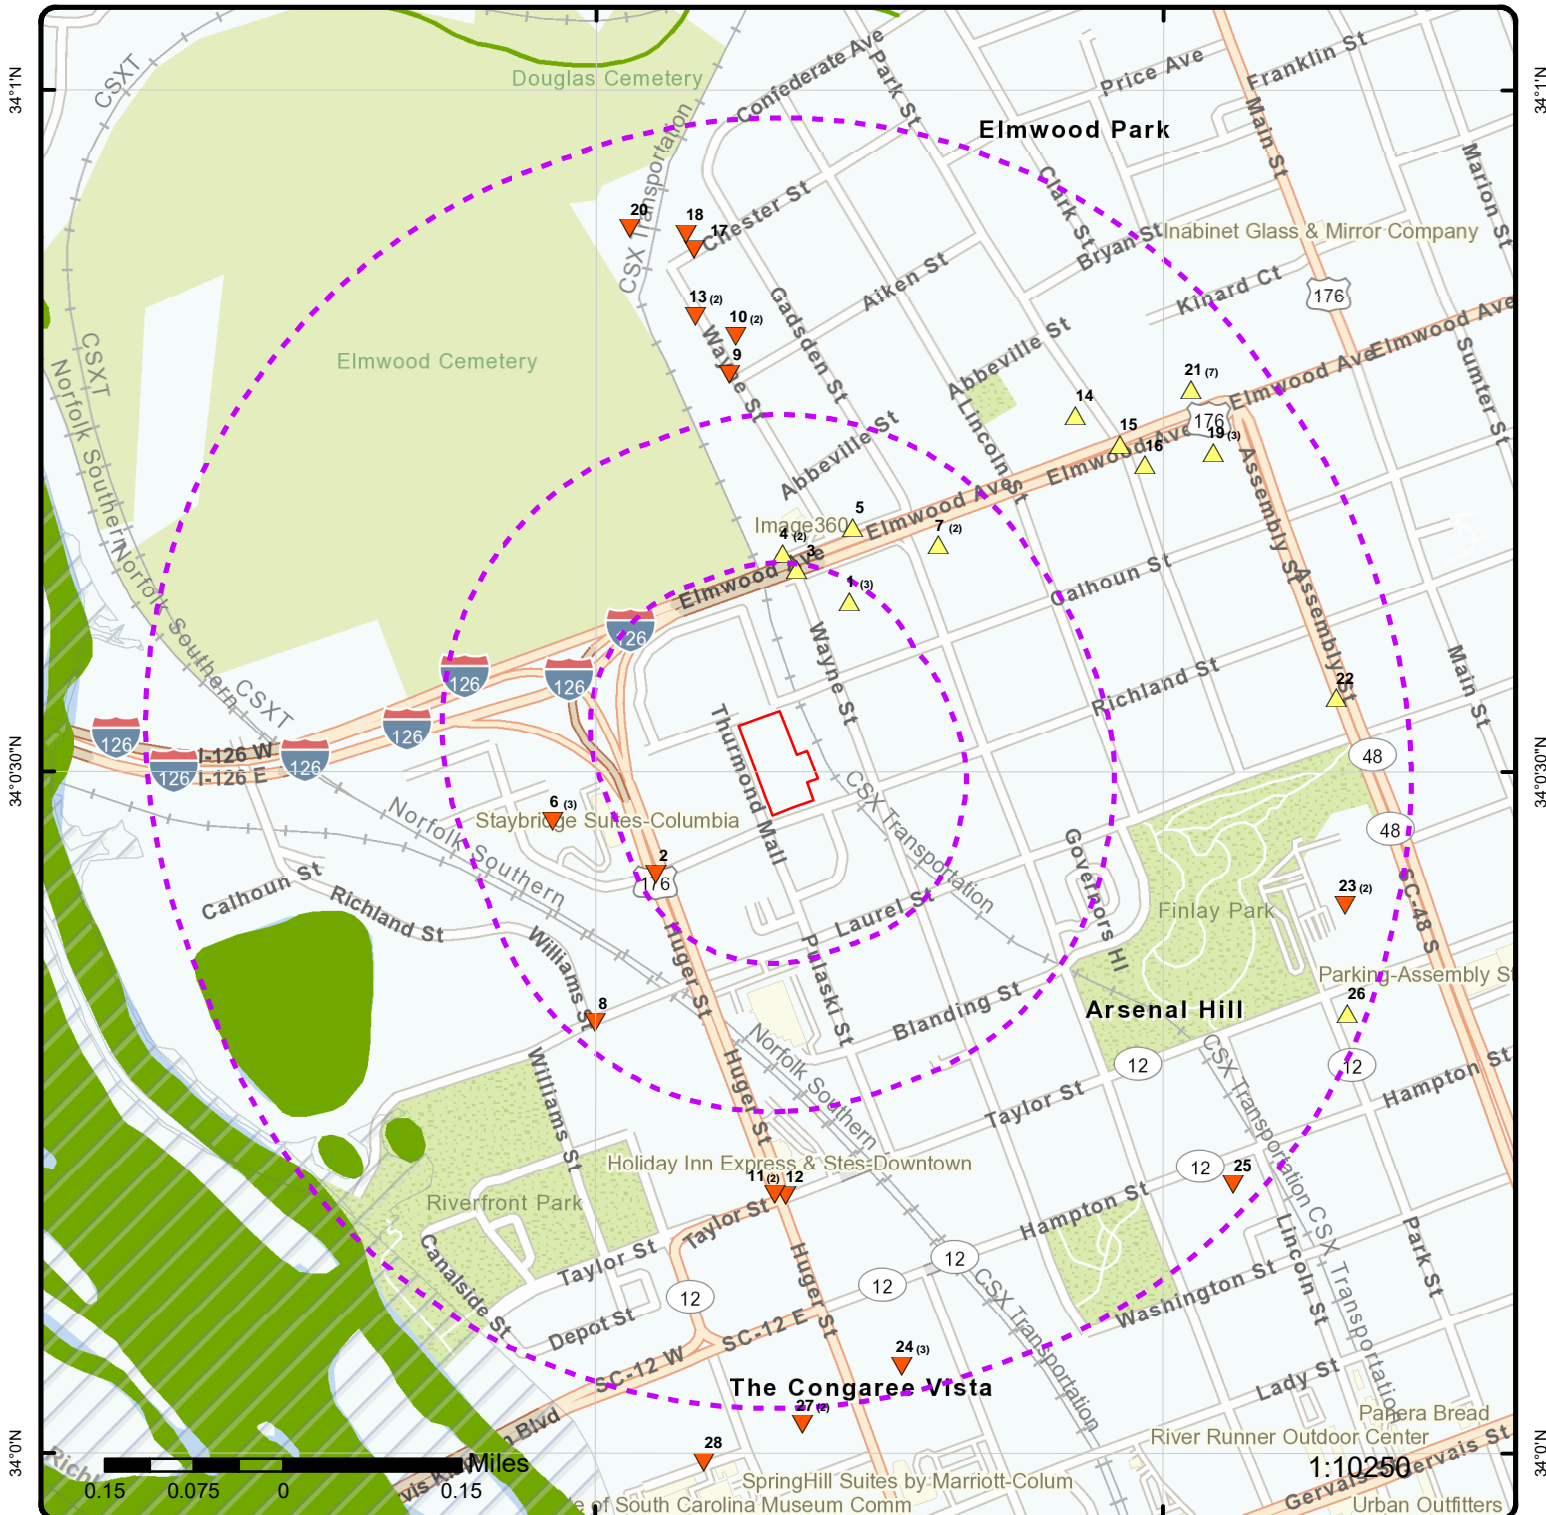 34°1'N
34°1'N
CSXT
Douglas Cemetery
Confederate Ave
Park St
Price Ave
Franklin St
Main St
Elmwood Park
CSX Transportation
Clark St
Marion St
Chester St
20
18
17
Bryan St
Inabinet Glass & Mirror Company
Aiken St
Kinard Ct
176
13 (2)
10 (2)
Gadsden St
CSXT
Elmwood Cemetery
Wayne St
9
Abbeville St
Elmwood Ave
Elmwood Ave
Sumter St
21 (7)
14
176
Norfolk Southern
Lincoln St
15
Elmwood Ave
19 (3)
16
Abbeville St
Assembly St
Image360
5
Elmwood Ave
7 (2)
4 (2)
3
Elmwood Ave
1 (3)
Calhoun St
Assembly St
Norfolk Southern
126
Wayne St
126
126
CSXT
Richland St
Main St
22
126
126
I-126 W
126
126
I-126 E
Thurmond Mall
48
34°0'30"N
34°0'30"N
CSX Transportation
6 (3)
Staybridge Suites-Columbia
Norfolk Southern
48
2
176
Governors Hl
Calhoun St
Richland St
SC-48 S
23 (2)
Laurel St
Finlay Park
Huger St
Williams St
Pulaski St
Parking-Assembly St
26
8
Blanding St
Arsenal Hill
Norfolk Southern
Williams St
Huger St
12
12
CSX Transportation
Hampton St
Taylor St
Holiday Inn Express & Stes-Downtown
12
25
11 (2)
12
Riverfront Park
Taylor St
Hampton St
Lincoln St
CSX Transportation
Park St
Canalside St
Taylor St
Huger St
12
12
12
CSX Transportation
Washington St
Depot St
SC-12 E
SC-12 W
24 (3)
Lady St
The Congaree Vista
27 (2)
Panera Bread
River Runner Outdoor Center
Blvd
28
34°0'N
34°0'N
Miles
1:10250
Gervais St
Gervais St
SpringHill Suites by Marriott-Colum
0.15
0.075
0
0.15
e of South Carolina Museum Comm
Urban Outfitters